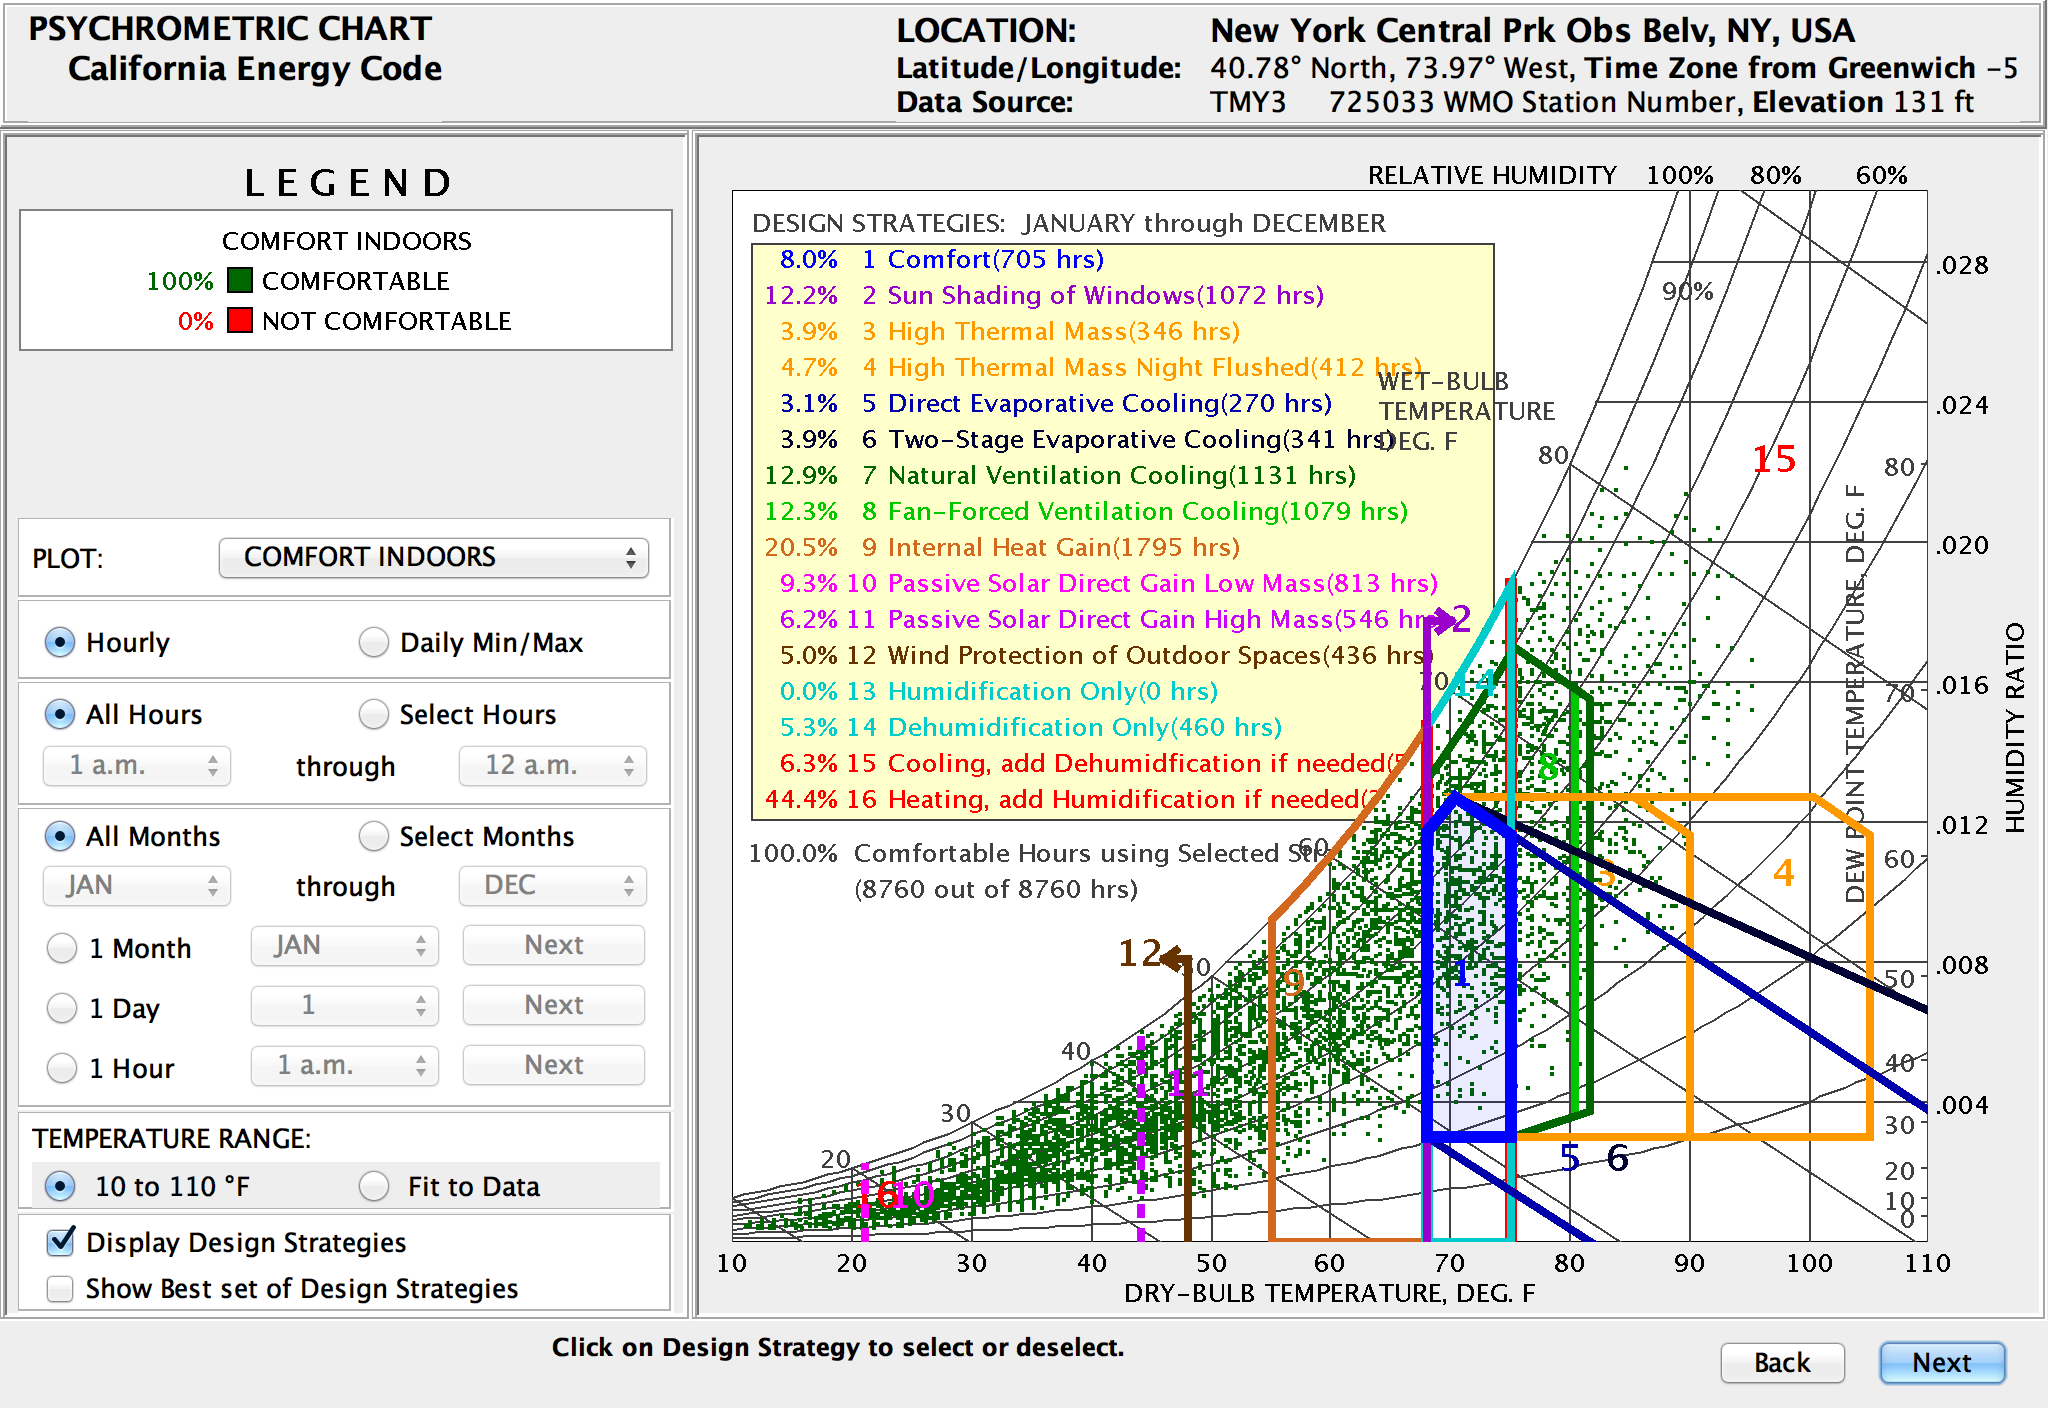 PSYCHROMETRIC CHART
California Energy Code
LOCATION: New York Central Prk Obs Belv, NY, USA
Latitude/Longitude: 40.78° North, 73.97° West, Time Zone from Greenwich -5
Data Source: TMY3 725033 WMO Station Number, Elevation 131 ft
LEGEND
COMFORT INDOORS
100% COMFORTABLE
0% NOT COMFORTABLE
PLOT: COMFORT INDOORS
Hourly Daily Min/Max
All Hours Select Hours
1 a.m. through 12 a.m.
All Months Select Months
JAN through DEC
1 Month JAN Next
1 Day 1 Next
1 Hour 1 a.m. Next
TEMPERATURE RANGE:
10 to 110 °F Fit to Data
Display Design Strategies
Show Best set of Design Strategies
RELATIVE HUMIDITY 100% 80% 60%
90%
DESIGN STRATEGIES: JANUARY through DECEMBER
8.0% 1 Comfort(705 hrs)
12.2% 2 Sun Shading of Windows(1072 hrs)
3.9% 3 High Thermal Mass(346 hrs)
4.7% 4 High Thermal Mass Night Flushed(412 hrs)
3.1% 5 Direct Evaporative Cooling(270 hrs)
3.9% 6 Two-Stage Evaporative Cooling(341 hrs)
12.9% 7 Natural Ventilation Cooling(1131 hrs)
12.3% 8 Fan-Forced Ventilation Cooling(1079 hrs)
20.5% 9 Internal Heat Gain(1795 hrs)
9.3% 10 Passive Solar Direct Gain Low Mass(813 hrs)
6.2% 11 Passive Solar Direct Gain High Mass(546 hrs
5.0% 12 Wind Protection of Outdoor Spaces(436 hrs)
0.0% 13 Humidification Only(0 hrs)
5.3% 14 Dehumidification Only(460 hrs)
6.3% 15 Cooling, add Dehumidfication if needed(
44.4% 16 Heating, add Humidification if needed(
100.0% Comfortable Hours using Selected Str
(8760 out of 8760 hrs)
WET-BULB
TEMPERATURE
DEG. F
20
30
40
60
70
80
1
2
3
4
5
6
8
9
10
11
12
14
15
16
DEW POINT TEMPERATURE, DEG. F
80
70
60
50
40
30
20
10
0
.028
.024
.020
.016
.012
.008
.004
HUMIDITY RATIO
10 20 30 40 50 60 70 80 90 100 110
DRY-BULB TEMPERATURE, DEG. F
Click on Design Strategy to select or deselect.
Back Next